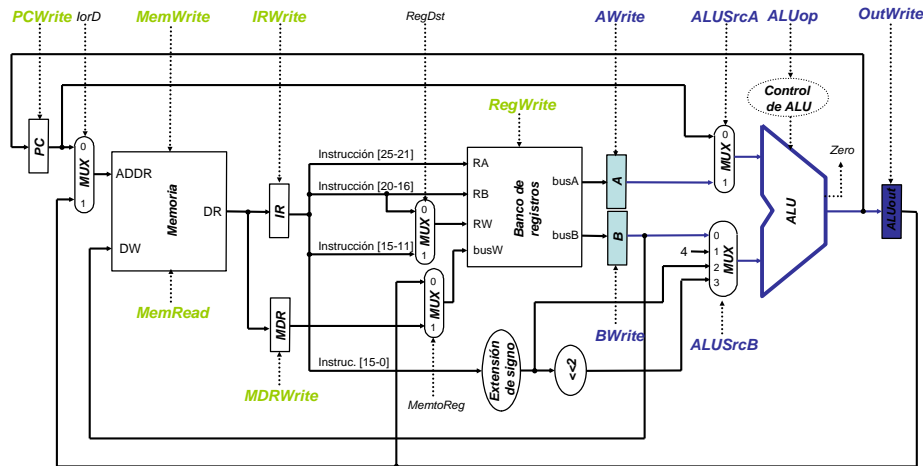 PCWrite
IorD
MemWrite
IRWrite
RegDst
AWrite
ALUSrcA
ALUop
OutWrite
Control
de ALU
RegWrite
Zero
PC
0
MUX
1
ADDR
Memoria
DR
DW
IR
Instrucción [25-21]
Instrucción [20-16]
Instrucción [15-11]
0
MUX
1
RA
RB
RW
busW
Banco de
registros
busA
busB
A
B
0
MUX
1
0
4
1
2
3
MUX
ALU
ALUout
MemRead
MDR
0
MUX
1
BWrite
ALUSrcB
Instruc. [15-0]
Extensión
de signo
<<2
MDRWrite
MemtoReg